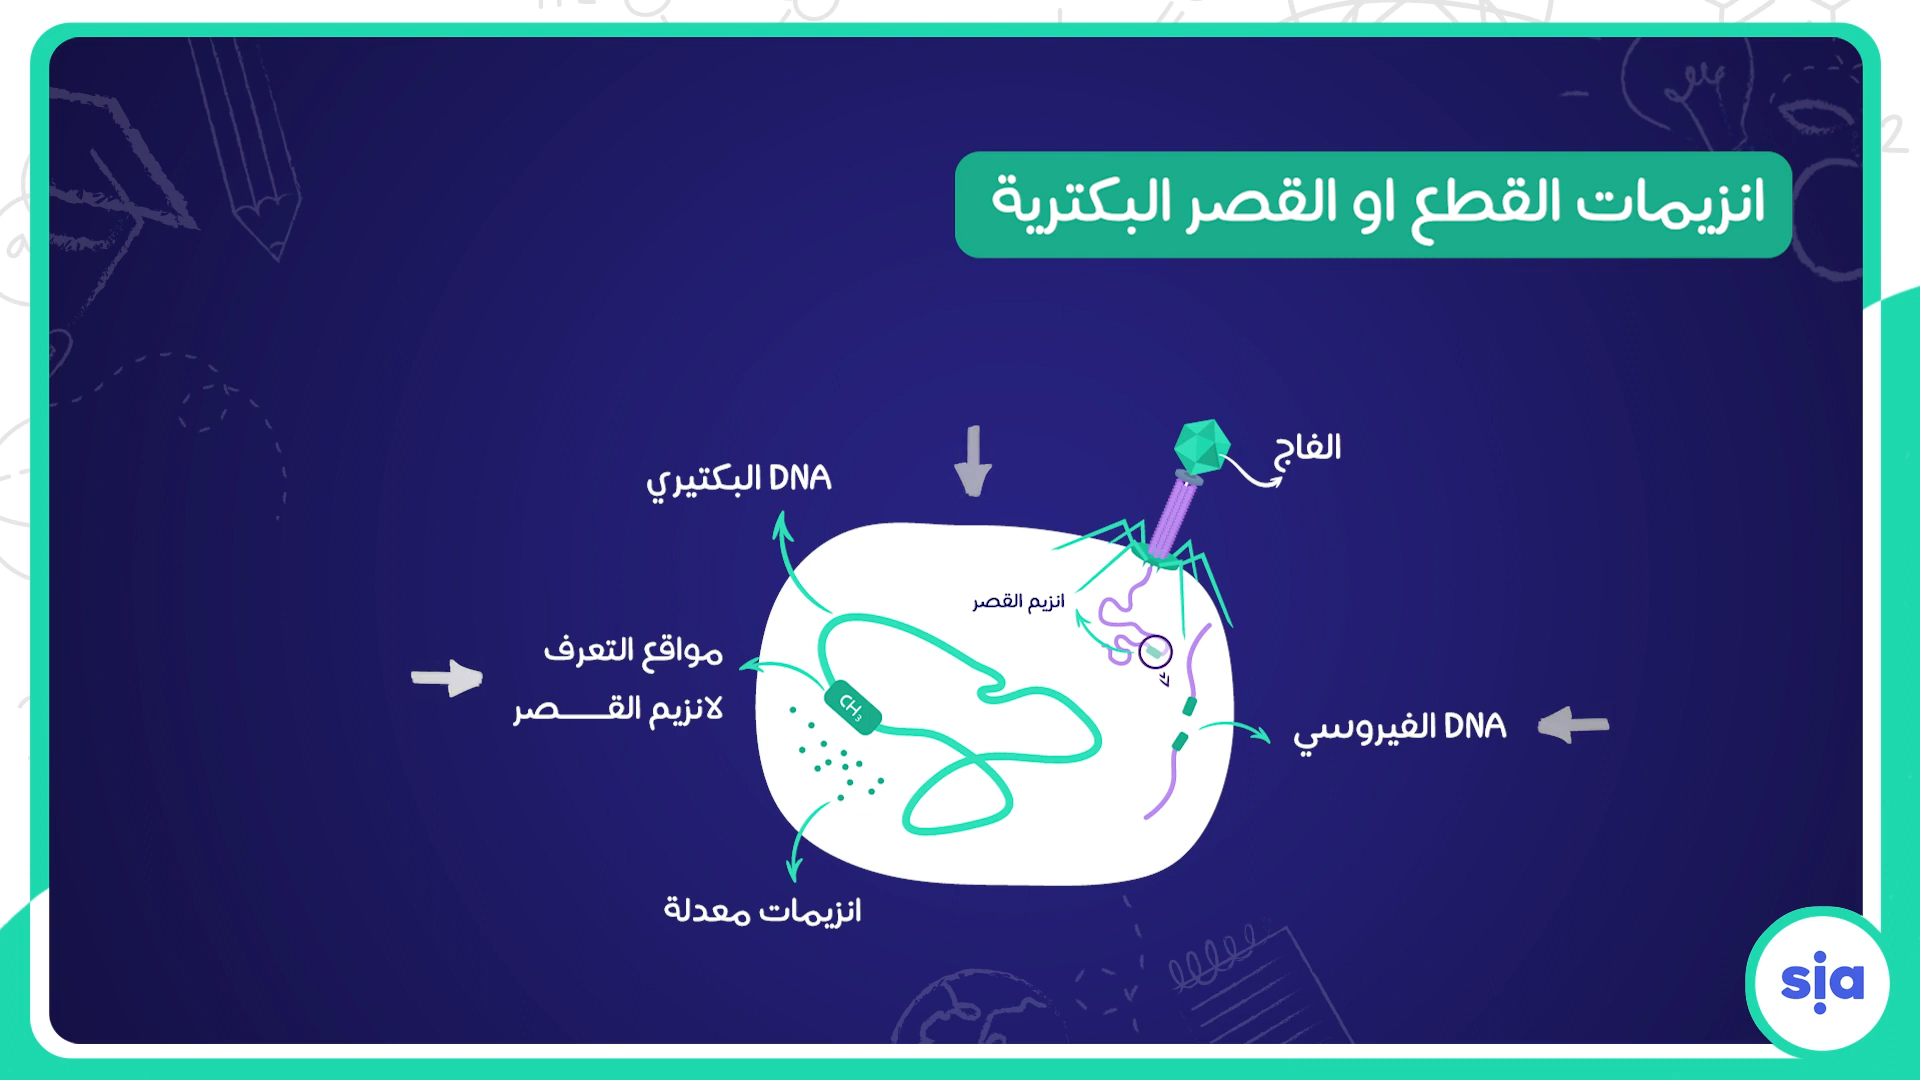 انزيمات القطع او القصر البكترية
الفاج
DNA البكتيري
انزيم القصر
مواقع التعرف
لانزيم القـــــصر
CH₃
DNA الفيروسي
انزيمات معدلة
sia